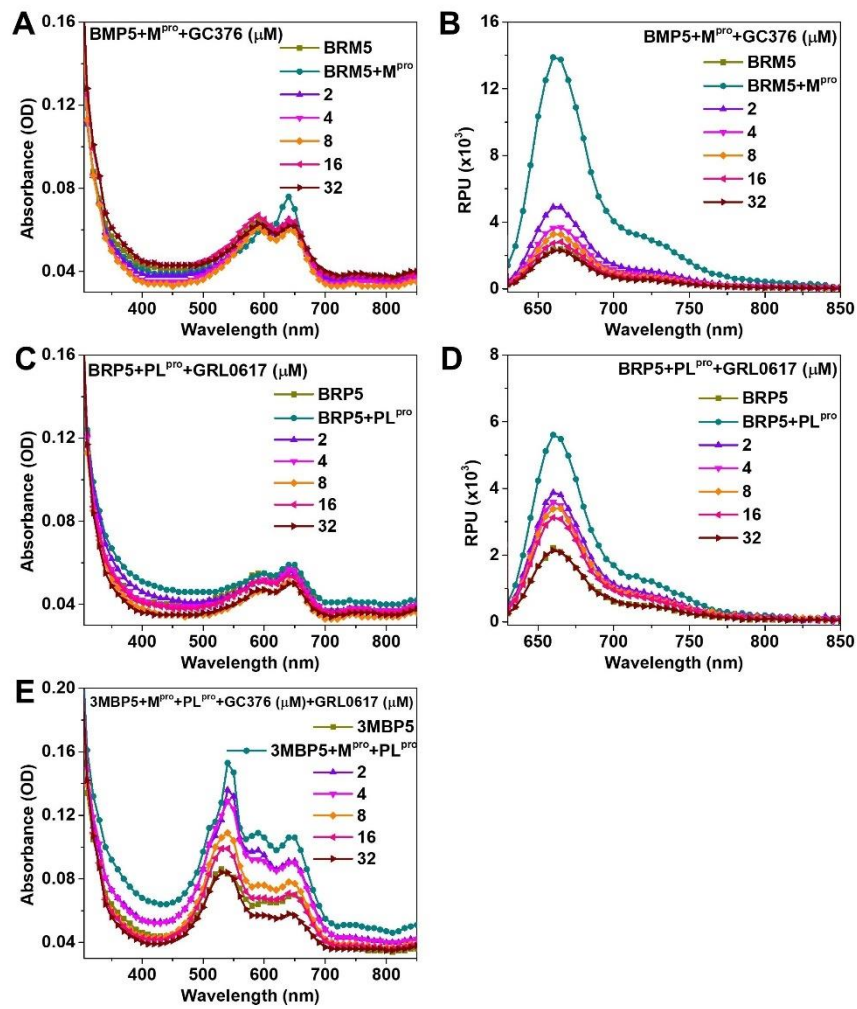 A
BMP5+Mpro+GC376 (μM)
BRM5
BRM5+Mpro
2
4
8
16
32
0.16
0.12
0.08
0.04
Absorbance (OD)
400 500 600 700 800
Wavelength (nm)
B
BMP5+Mpro+GC376 (μM)
BRM5
BRM5+Mpro
2
4
8
16
32
16
12
8
4
0
RPU (x10³)
650 700 750 800 850
Wavelength (nm)
C
BRP5+PLpro+GRL0617 (μM)
BRP5
BRP5+PLpro
2
4
8
16
32
0.16
0.12
0.08
0.04
Absorbance (OD)
400 500 600 700 800
Wavelength (nm)
D
BRP5+PLpro+GRL0617 (μM)
BRP5
BRP5+PLpro
2
4
8
16
32
8
6
4
2
0
RPU (x10³)
650 700 750 800 850
Wavelength (nm)
E
3MBP5+Mpro+PLpro+GC376 (μM)+GRL0617 (μM)
3MBP5
3MBP5+Mpro+PLpro
2
4
8
16
32
0.20
0.16
0.12
0.08
0.04
Absorbance (OD)
400 500 600 700 800
Wavelength (nm)